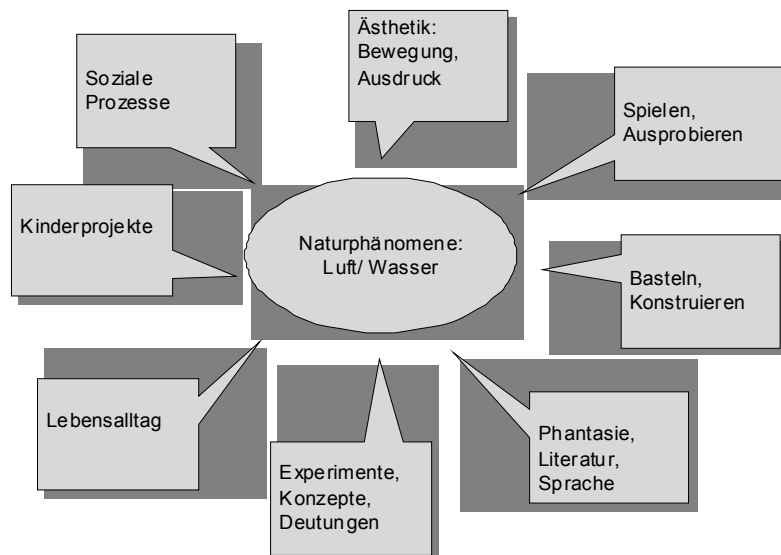 Ästhetik:
Bewegung,
Ausdruck
Soziale
Prozesse
Spielen,
Ausprobieren
Kinderprojekte
Naturphänomene:
Luft/ Wasser
Basteln,
Konstruieren
Lebensalltag
Phantasie,
Literatur,
Sprache
Experimente,
Konzepte,
Deutungen